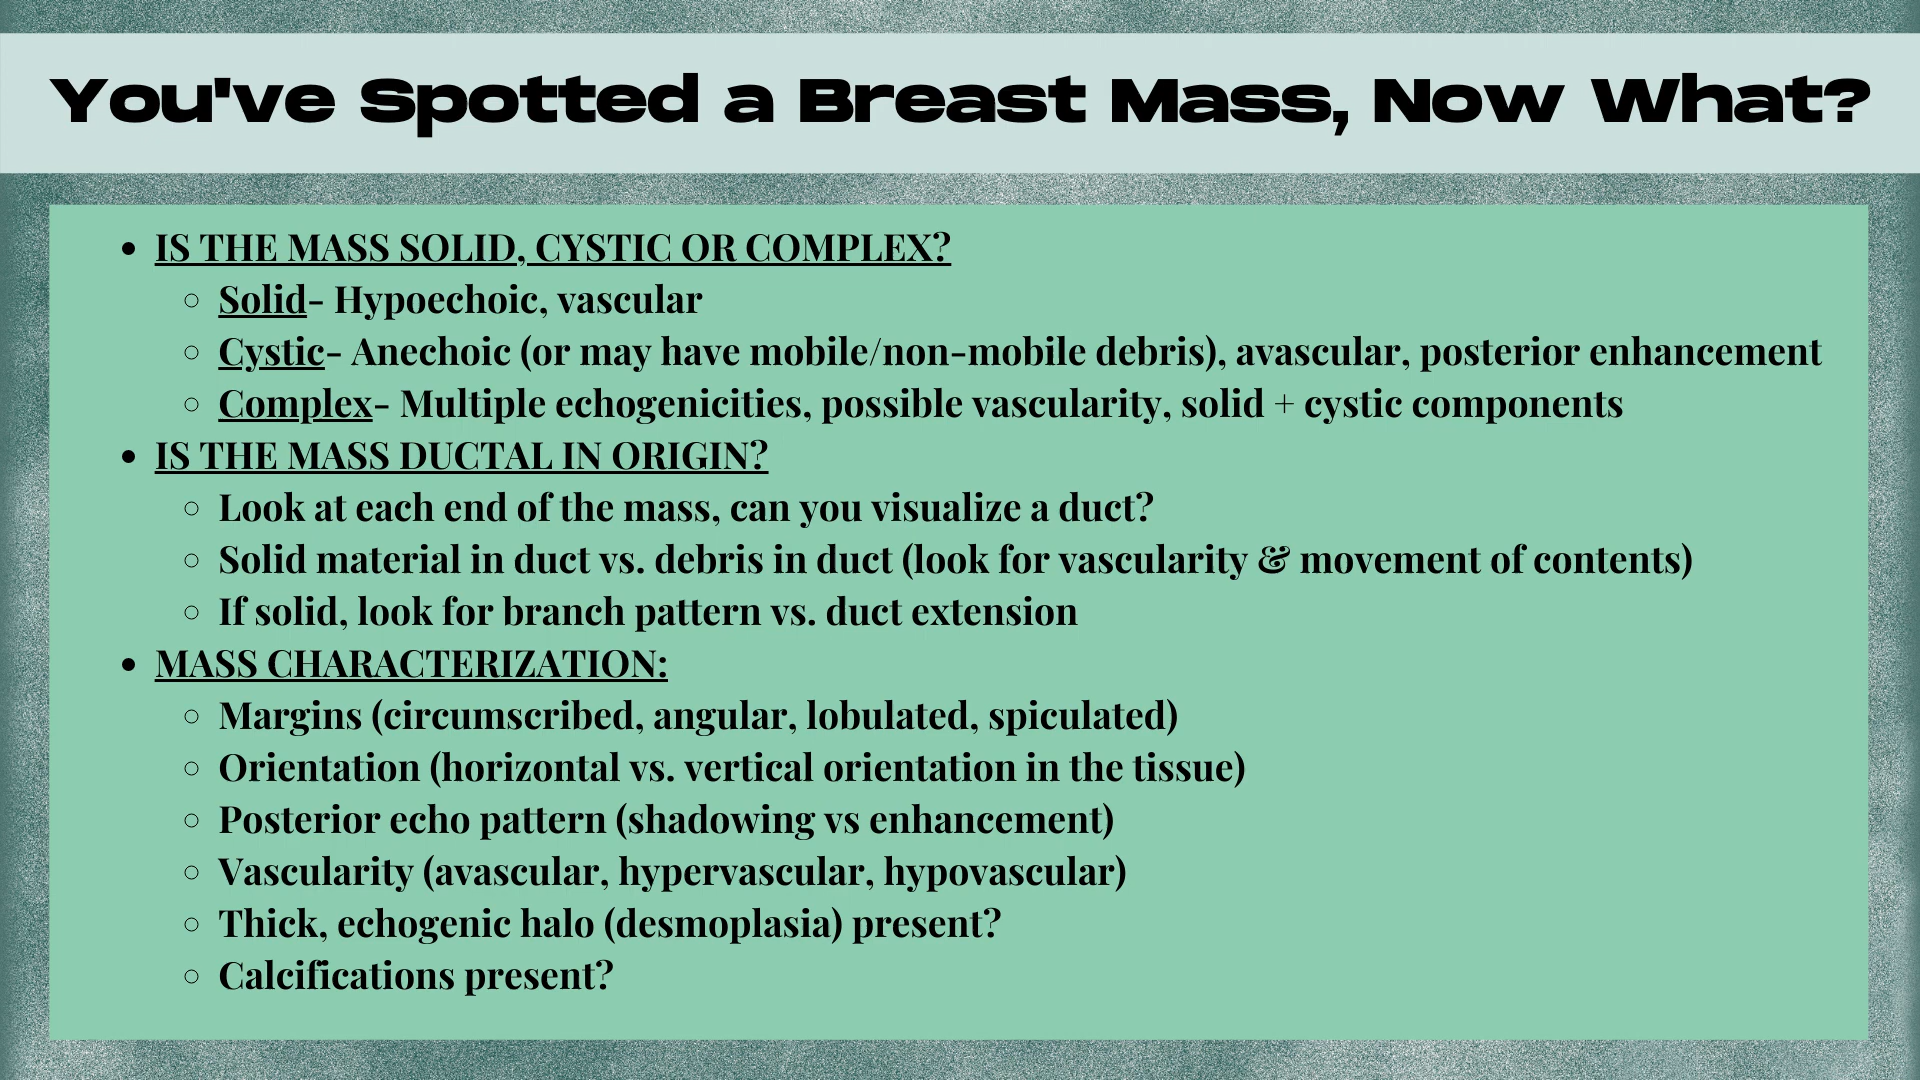 You've Spotted a Breast Mass, Now What?
• IS THE MASS SOLID, CYSTIC OR COMPLEX?
◦ Solid- Hypoechoic, vascular
◦ Cystic- Anechoic (or may have mobile/non-mobile debris), avascular, posterior enhancement
◦ Complex- Multiple echogenicities, possible vascularity, solid + cystic components
• IS THE MASS DUCTAL IN ORIGIN?
◦ Look at each end of the mass, can you visualize a duct?
◦ Solid material in duct vs. debris in duct (look for vascularity & movement of contents)
◦ If solid, look for branch pattern vs. duct extension
• MASS CHARACTERIZATION:
◦ Margins (circumscribed, angular, lobulated, spiculated)
◦ Orientation (horizontal vs. vertical orientation in the tissue)
◦ Posterior echo pattern (shadowing vs enhancement)
◦ Vascularity (avascular, hypervascular, hypovascular)
◦ Thick, echogenic halo (desmoplasia) present?
◦ Calcifications present?